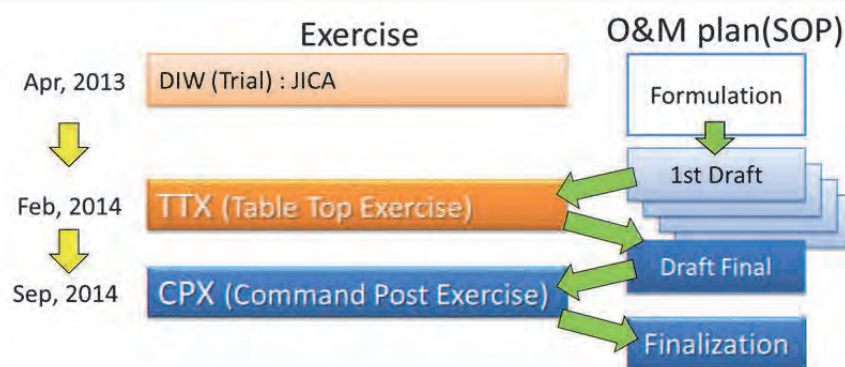 Exercise
O&M plan(SOP)
Apr, 2013
DIW (Trial) : JICA
Formulation
1st Draft
Feb, 2014
TTX (Table Top Exercise)
Draft Final
Sep, 2014
CPX (Command Post Exercise)
Finalization